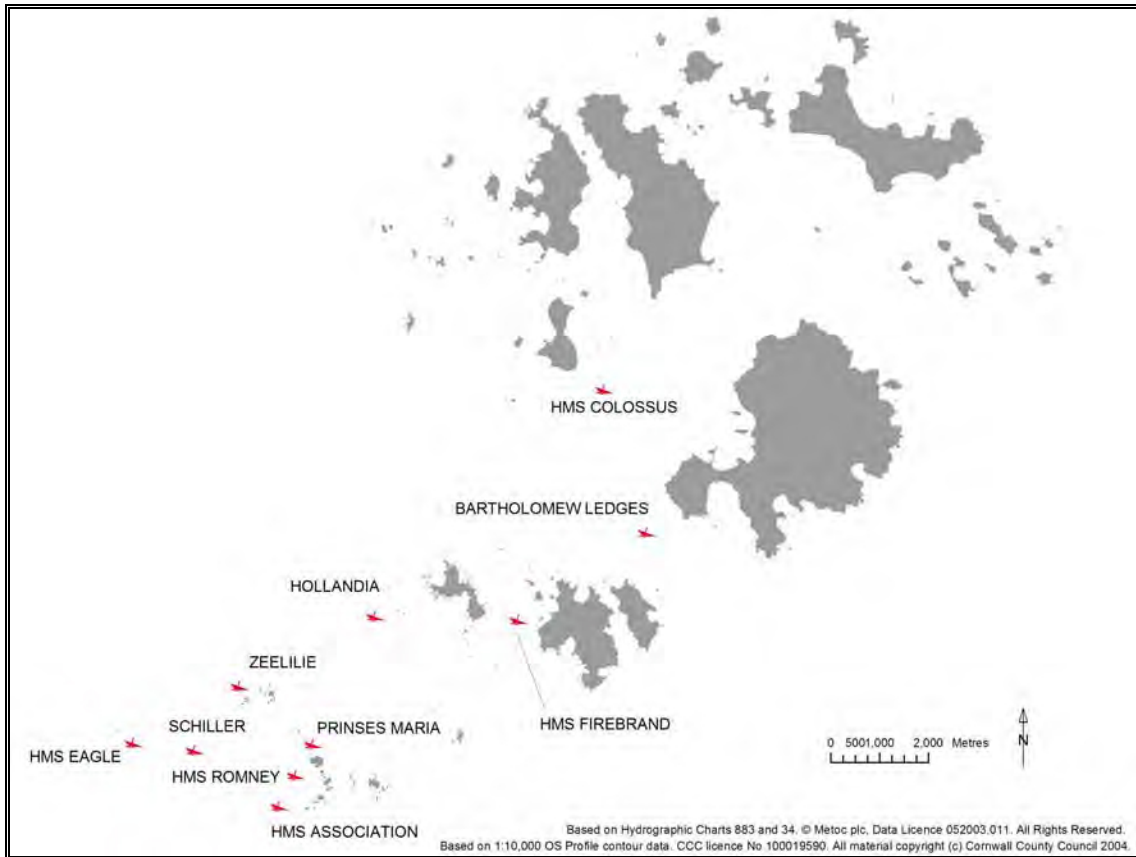 HMS COLOSSUS
BARTHOLOMEW LEDGES
HOLLANDIA
ZEELILIE
SCHILLER
PRINSES MARIA
HMS FIREBRAND
HMS EAGLE
HMS ROMNEY
HMS ASSOCIATION
0 5001,000 2,000 Metres
N
Based on Hydrographic Charts 883 and 34. © Metoc plc, Data Licence 052003.011. All Rights Reserved.
Based on 1:10,000 OS Profile contour data. CCC licence No 100019590. All material copyright (c) Cornwall County Council 2004.